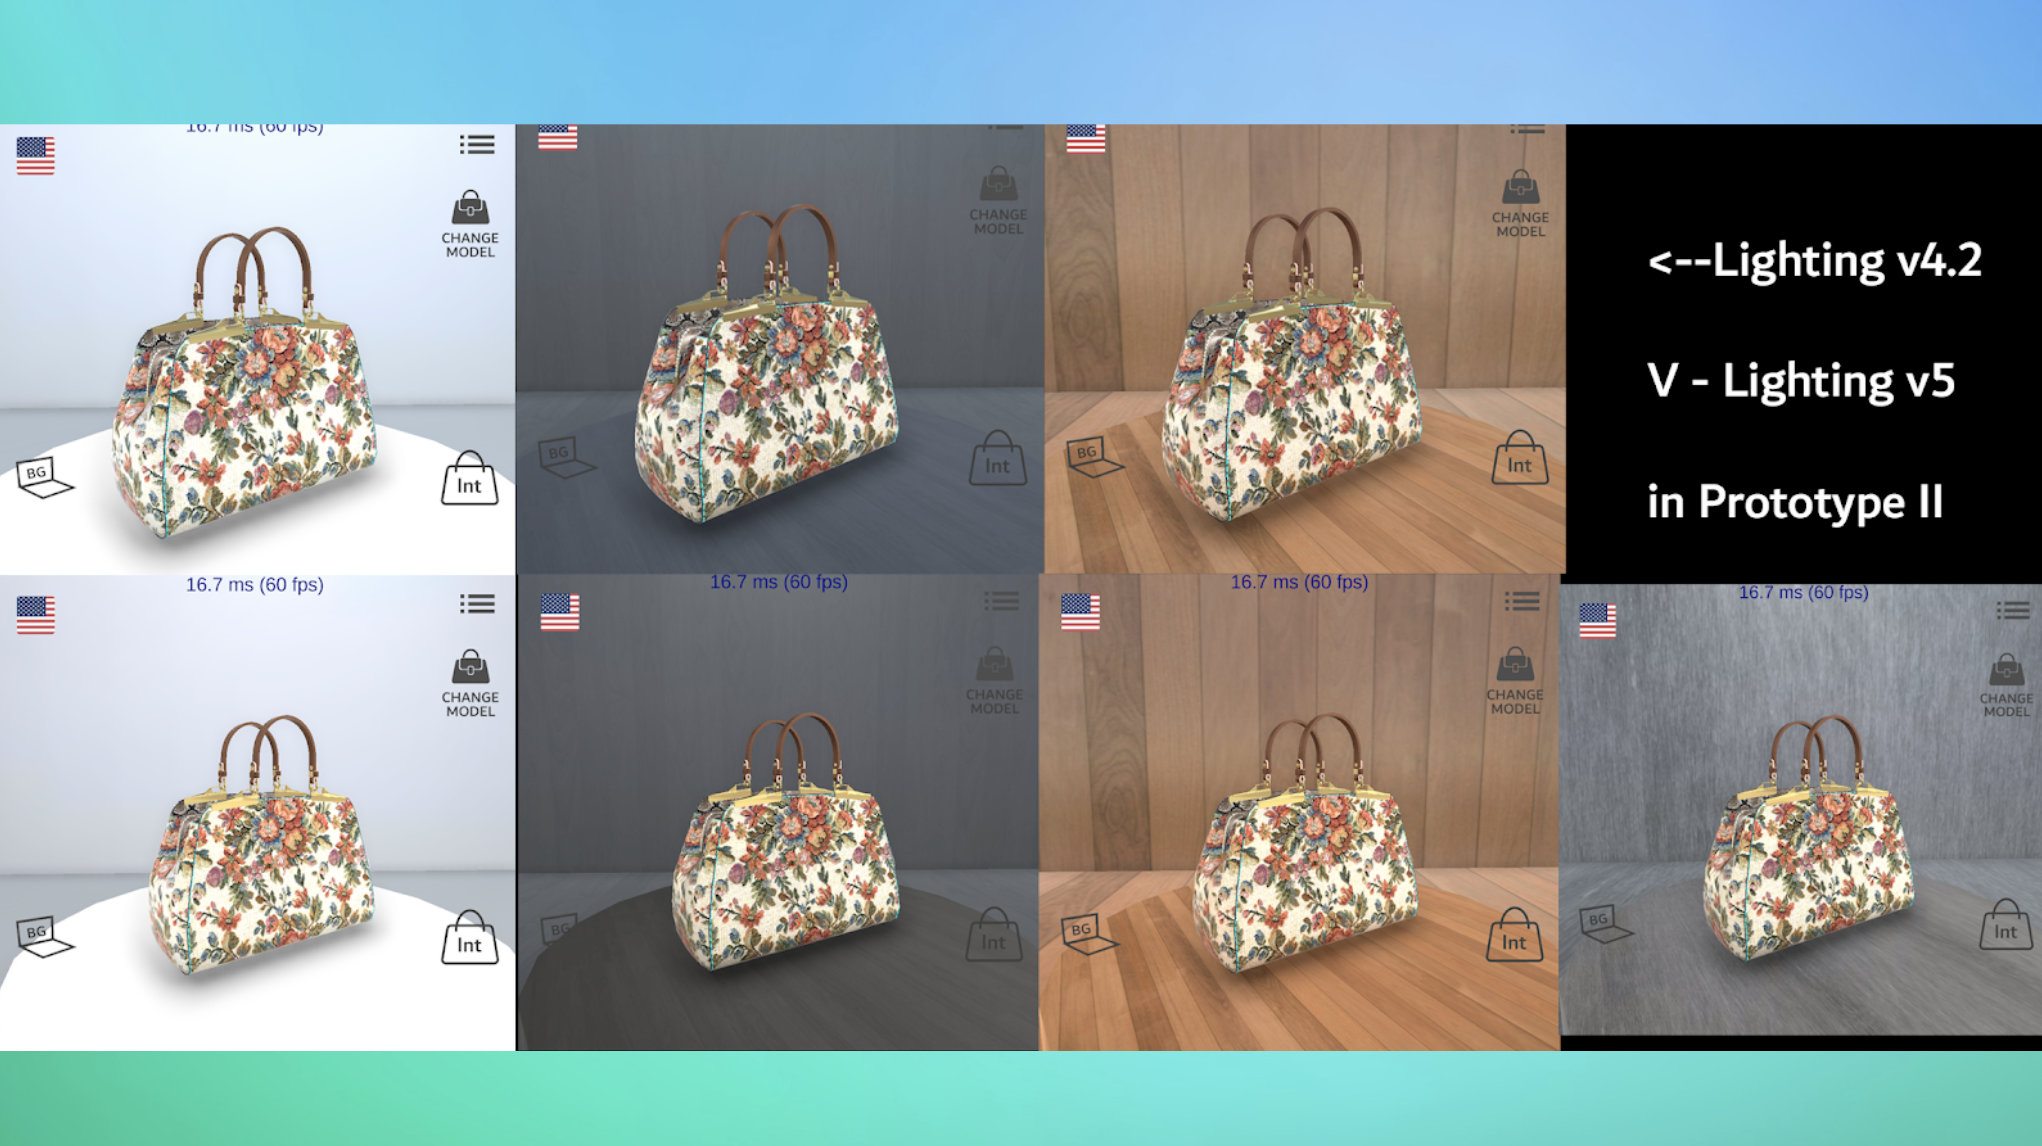 16.7 ms (60 fps)
CHANGE
MODEL
BG
Int
CHANGE
MODEL
BG
Int
CHANGE
MODEL
BG
Int
<--Lighting v4.2
V - Lighting v5
in Prototype II
16.7 ms (60 fps)
CHANGE
MODEL
BG
Int
16.7 ms (60 fps)
CHANGE
MODEL
BG
Int
16.7 ms (60 fps)
CHANGE
MODEL
BG
Int
16.7 ms (60 fps)
CHANGE
MODEL
BG
Int